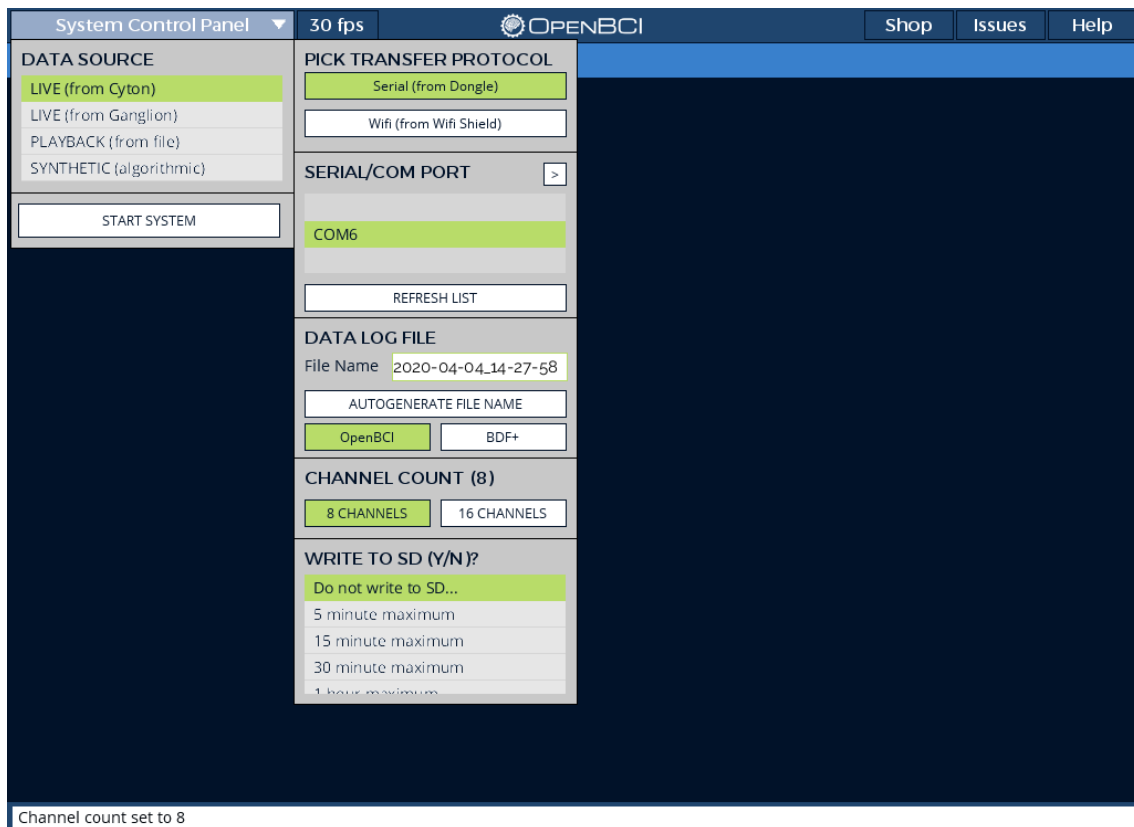 System Control Panel
30 fps
OPENBCI
Shop
Issues
Help
DATA SOURCE
LIVE (from Cyton)
LIVE (from Ganglion)
PLAYBACK (from file)
SYNTHETIC (algorithmic)
START SYSTEM
PICK TRANSFER PROTOCOL
Serial (from Dongle)
Wifi (from Wifi Shield)
SERIAL/COM PORT >
COM6
REFRESH LIST
DATA LOG FILE
File Name 2020-04-04_14-27-58
AUTOGENERATE FILE NAME
OpenBCI BDF+
CHANNEL COUNT (8)
8 CHANNELS 16 CHANNELS
WRITE TO SD (Y/N)?
Do not write to SD...
5 minute maximum
15 minute maximum
30 minute maximum
1 hour maximum
Channel count set to 8